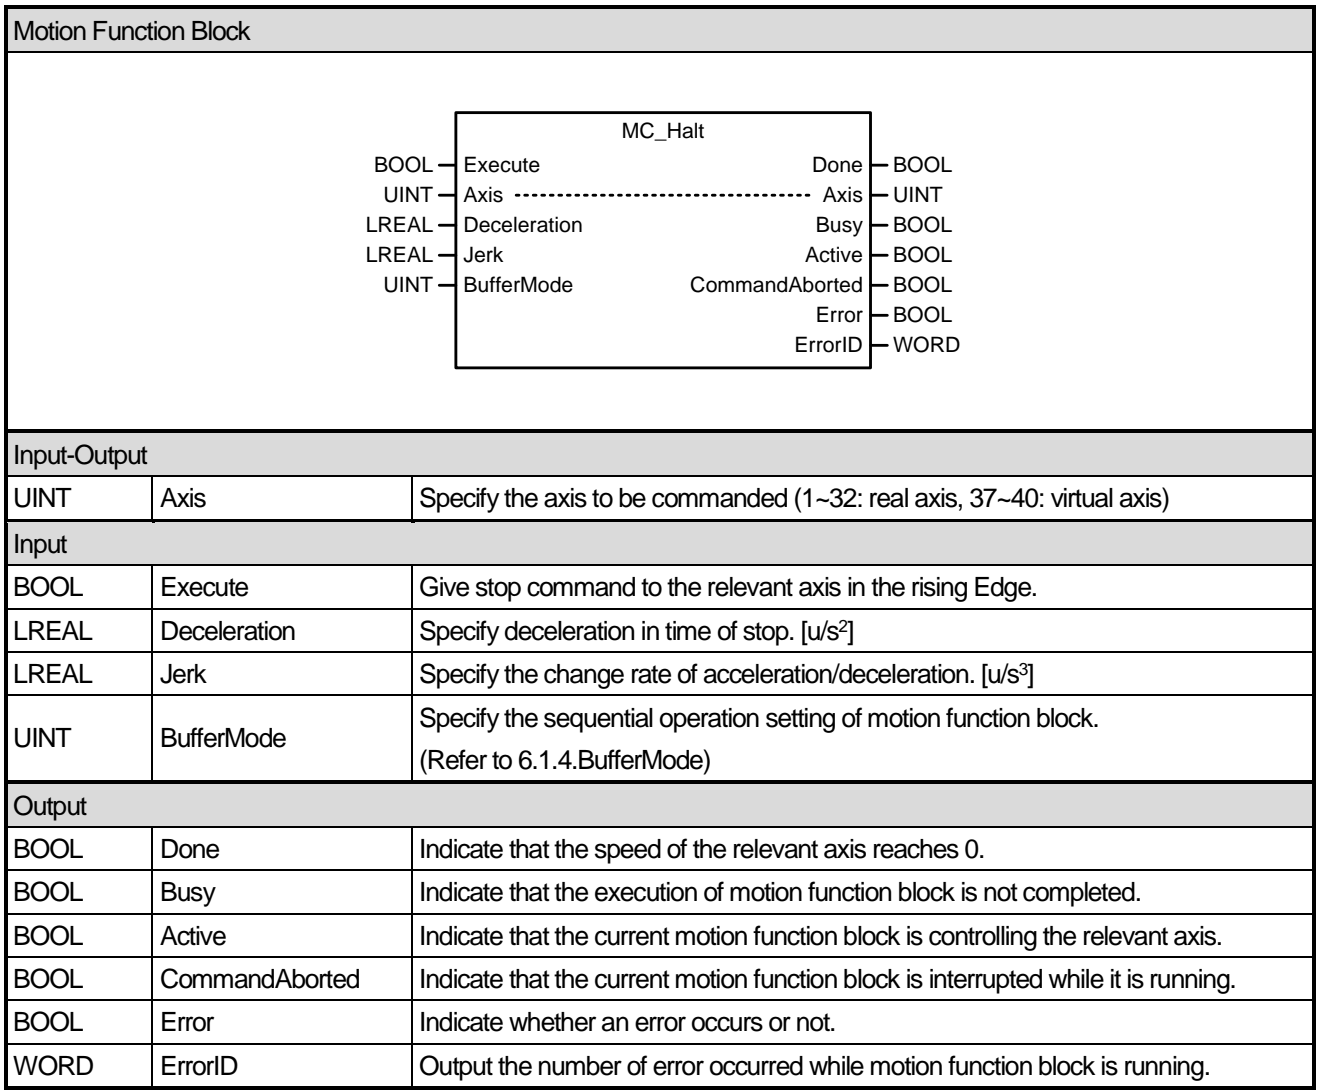 Motion Function Block
MC_Halt
BOOL Execute Done BOOL
UINT Axis Axis UINT
LREAL Deceleration Busy BOOL
LREAL Jerk Active BOOL
UINT BufferMode CommandAborted BOOL
Error BOOL
ErrorID WORD
Input-Output
UINT Axis Specify the axis to be commanded (1~32: real axis, 37~40: virtual axis)
Input
BOOL Execute Give stop command to the relevant axis in the rising Edge.
LREAL Deceleration Specify deceleration in time of stop. [u/s²]
LREAL Jerk Specify the change rate of acceleration/deceleration. [u/s³]
UINT BufferMode Specify the sequential operation setting of motion function block.
(Refer to 6.1.4.BufferMode)
Output
BOOL Done Indicate that the speed of the relevant axis reaches 0.
BOOL Busy Indicate that the execution of motion function block is not completed.
BOOL Active Indicate that the current motion function block is controlling the relevant axis.
BOOL CommandAborted Indicate that the current motion function block is interrupted while it is running.
BOOL Error Indicate whether an error occurs or not.
WORD ErrorID Output the number of error occurred while motion function block is running.